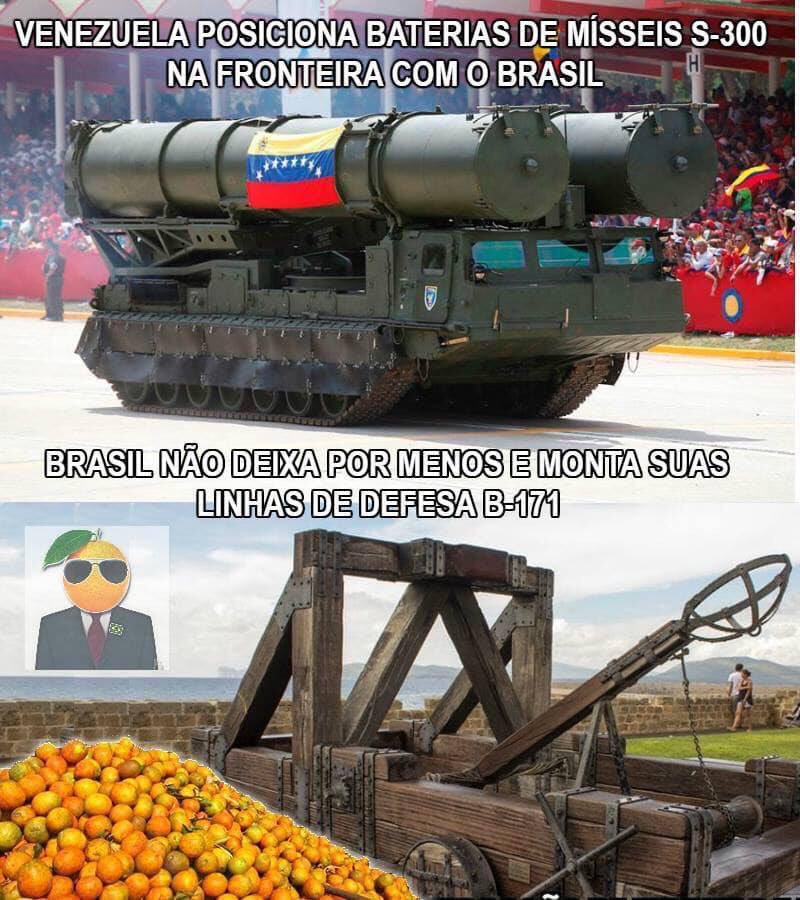 VENEZUELA POSICIONA BATERIAS DE MÍSSEIS S-300
NA FRONTEIRA COM O BRASIL
H
BRASIL NÃO DEIXA POR MENOS E MONTA SUAS
LINHAS DE DEFESA B-171